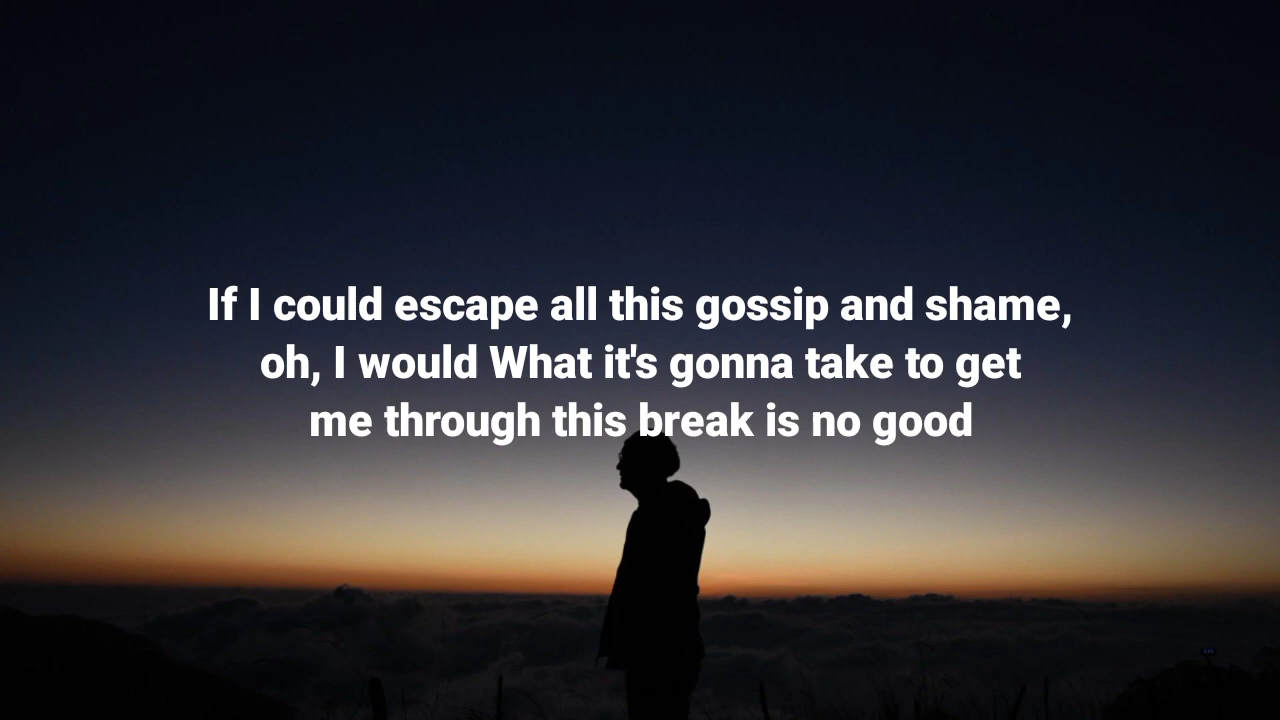 If I could escape all this gossip and shame,
oh, I would What it's gonna take to get
me through this break is no good